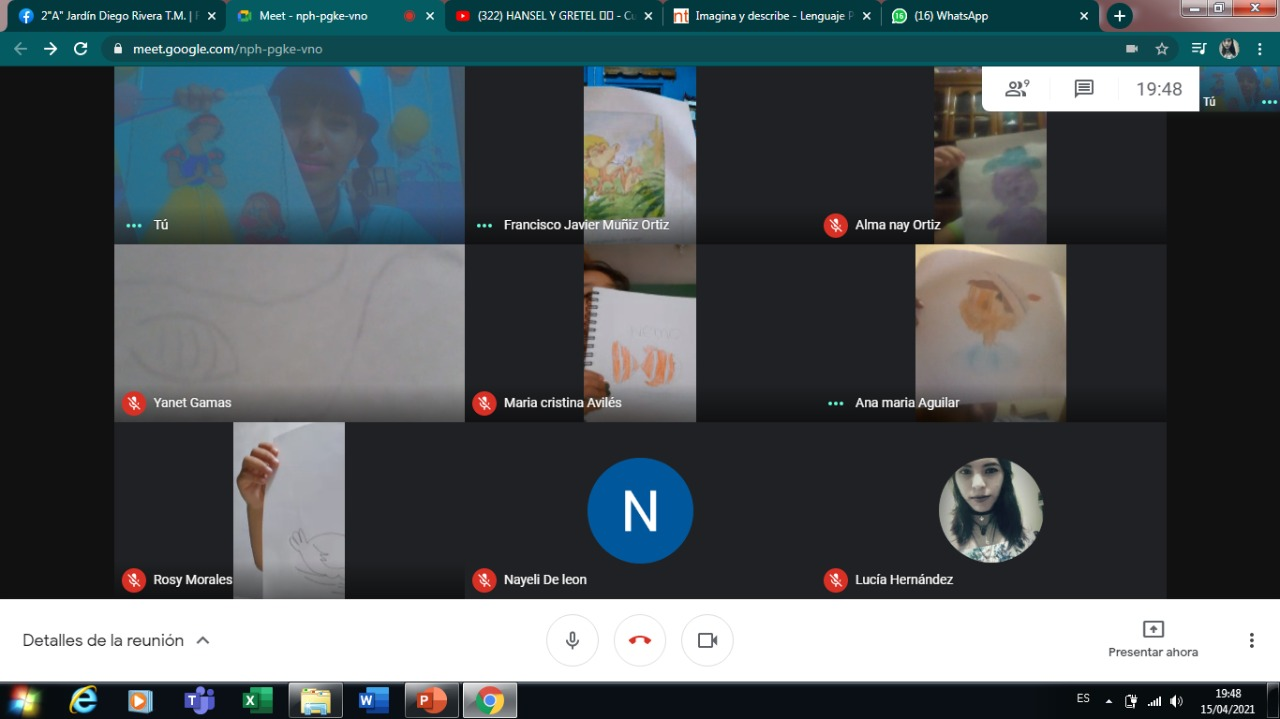 2"A" Jardín Diego Rivera T.M. | F
Meet - nph-pgke-vno
(322) HANSEL Y GRETEL
Imagina y describe - Lenguaje P
(16) WhatsApp
meet.google.com/nph-pgke-vno
9
19:48
Tú
Tú
Francisco Javier Muñiz Ortiz
Alma nay Ortiz
Yanet Gamas
Maria cristina Avilés
Ana maria Aguilar
Rosy Morales
N
Nayeli De leon
Lucía Hernández
Detalles de la reunión
Presentar ahora
ES
19:48
15/04/2021